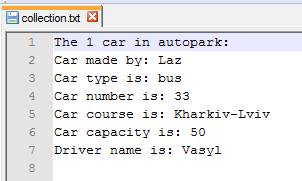 collection.txt
1 The 1 car in autopark:
2 Car made by: Laz
3 Car type is: bus
4 Car number is: 33
5 Car course is: Kharkiv-Lviv
6 Car capacity is: 50
7 Driver name is: Vasyl
8